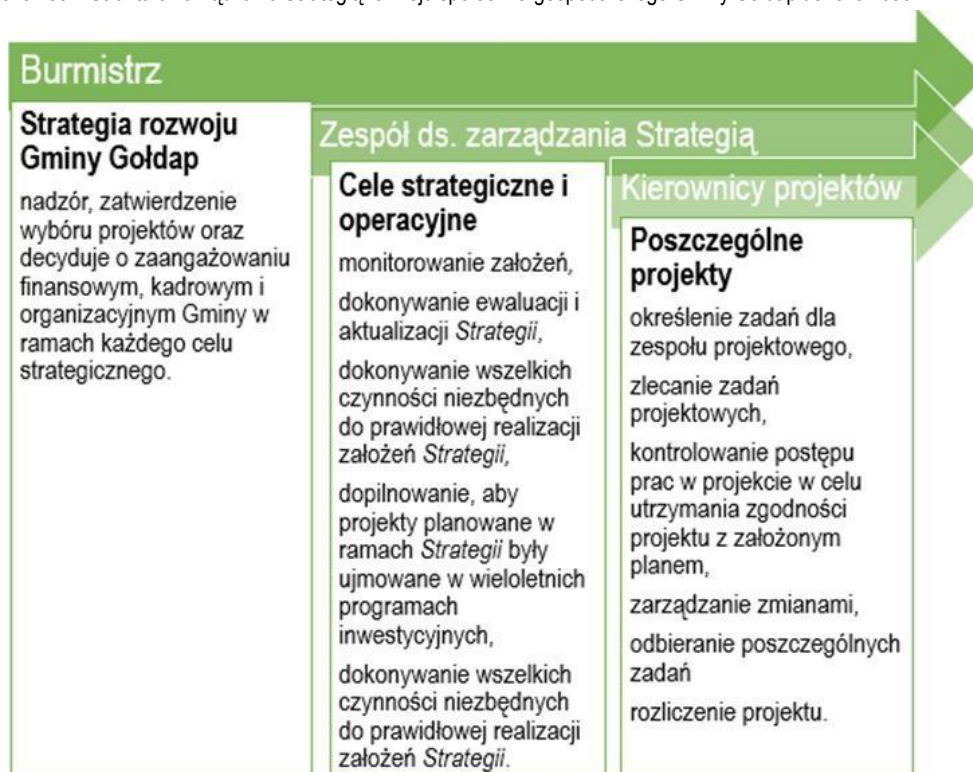 Burmistrz
Strategia rozwoju
Gminy Gołdap
nadzór, zatwierdzenie
wybóru projektów oraz
decyduje o zaangażowaniu
finansowym, kadrowym i
organizacyjnym Gminy w
ramach każdego celu
strategicznego.
Zespół ds. zarządzania Strategią
Cele strategiczne i
operacyjne
monitorowanie założeń,
dokonywanie ewaluacji i
aktualizacji Strategii,
dokonywanie wszelkich
czynności niezbędnych
do prawidłowej realizacji
założeń Strategii,
dopilnowanie, aby
projekty planowane w
ramach Strategii były
ujmowane w wieloletnich
programach
inwestycyjnych,
dokonywanie wszelkich
czynności niezbędnych
do prawidłowej realizacji
założeń Strategii.
Kierownicy projektów
Poszczególne
projekty
określenie zadań dla
zespołu projektowego,
zlecanie zadań
projektowych,
kontrolowanie postępu
prac w projekcie w celu
utrzymania zgodności
projektu z założonym
planem,
zarządzanie zmianami,
odbieranie poszczególnych
zadań
rozliczenie projektu.